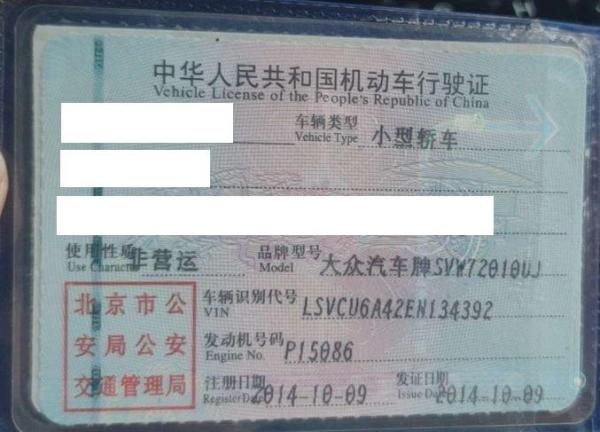 中华人民共和国机动车行驶证
Vehicle License of the People's Republic of China
车辆类型 小型轿车
Vehicle Type
使用性质 非营运 品牌型号 大众汽车牌SVW72010UJ
Use Character Model
北京市公安局公安交通管理局
车辆识别代号 LSVCU6A42EN134392
VIN
发动机号码 P15086
Engine No.
注册日期 2014-10-09 发证日期 2014-10-09
Register Date Issue Date